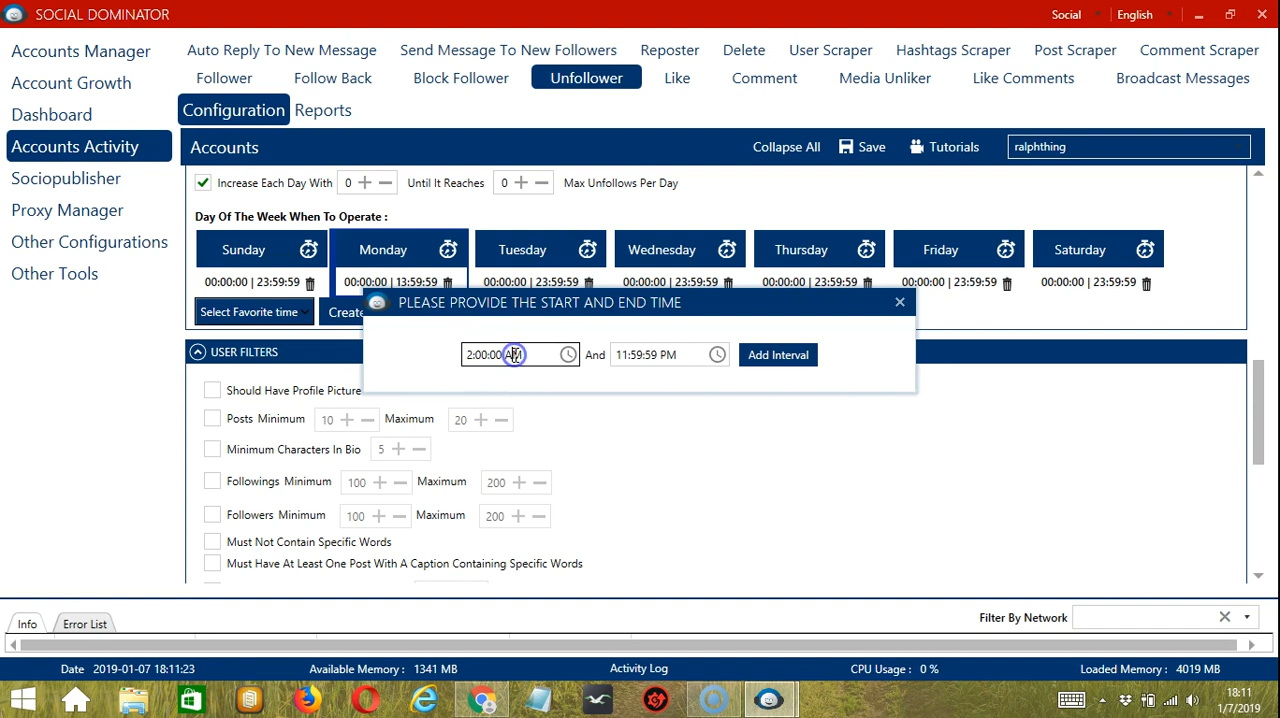 SOCIAL DOMINATOR
Social
English
Accounts Manager
Account Growth
Dashboard
Accounts Activity
Sociopublisher
Proxy Manager
Other Configurations
Other Tools
Auto Reply To New Message Send Message To New Followers Reposter Delete User Scraper Hashtags Scraper Post Scraper Comment Scraper
Follower Follow Back Block Follower Unfollower Like Comment Media Unliker Like Comments Broadcast Messages
Configuration Reports
Accounts Collapse All Save Tutorials ralphthing
Increase Each Day With 0 + − Until It Reaches 0 + − Max Unfollows Per Day
Day Of The Week When To Operate :
Sunday Monday Tuesday Wednesday Thursday Friday Saturday
00:00:00 | 23:59:59 00:00:00 | 13:59:59 00:00:00 | 23:59:59 00:00:00 | 23:59:59 00:00:00 | 23:59:59 00:00:00 | 23:59:59 00:00:00 | 23:59:59
Select Favorite time Create
PLEASE PROVIDE THE START AND END TIME
2:00:00 AM And 11:59:59 PM Add Interval
USER FILTERS
Should Have Profile Picture
Posts Minimum 10 + − Maximum 20 + −
Minimum Characters In Bio 5 + −
Followings Minimum 100 + − Maximum 200 + −
Followers Minimum 100 + − Maximum 200 + −
Must Not Contain Specific Words
Must Have At Least One Post With A Caption Containing Specific Words
Info Error List Filter By Network
Date 2019-01-07 18:11:23 Available Memory : 1341 MB Activity Log CPU Usage : 0 % Loaded Memory : 4019 MB
18:11
1/7/2019